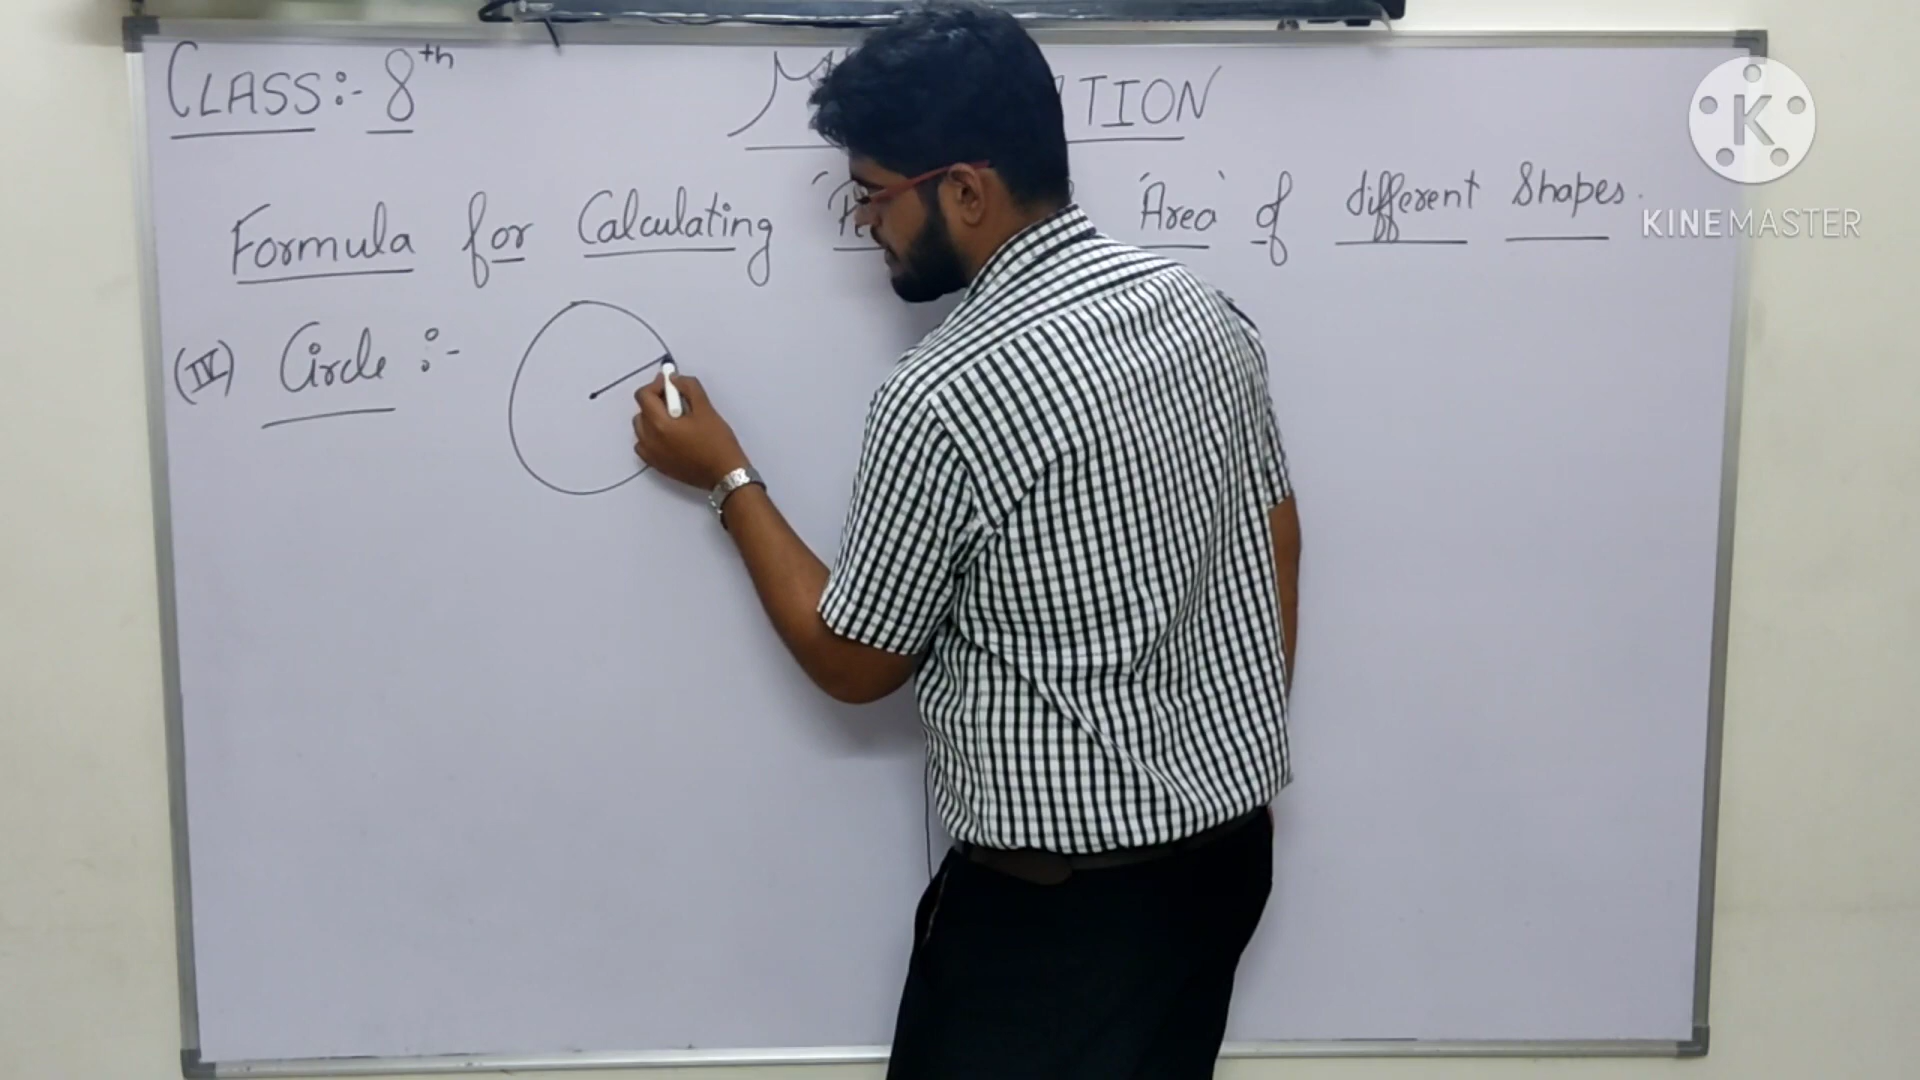 CLASS:- 8th
TION
Formula for Calculating 'Area' of different Shapes.
(IV) Circle :-
K
KINEMASTER